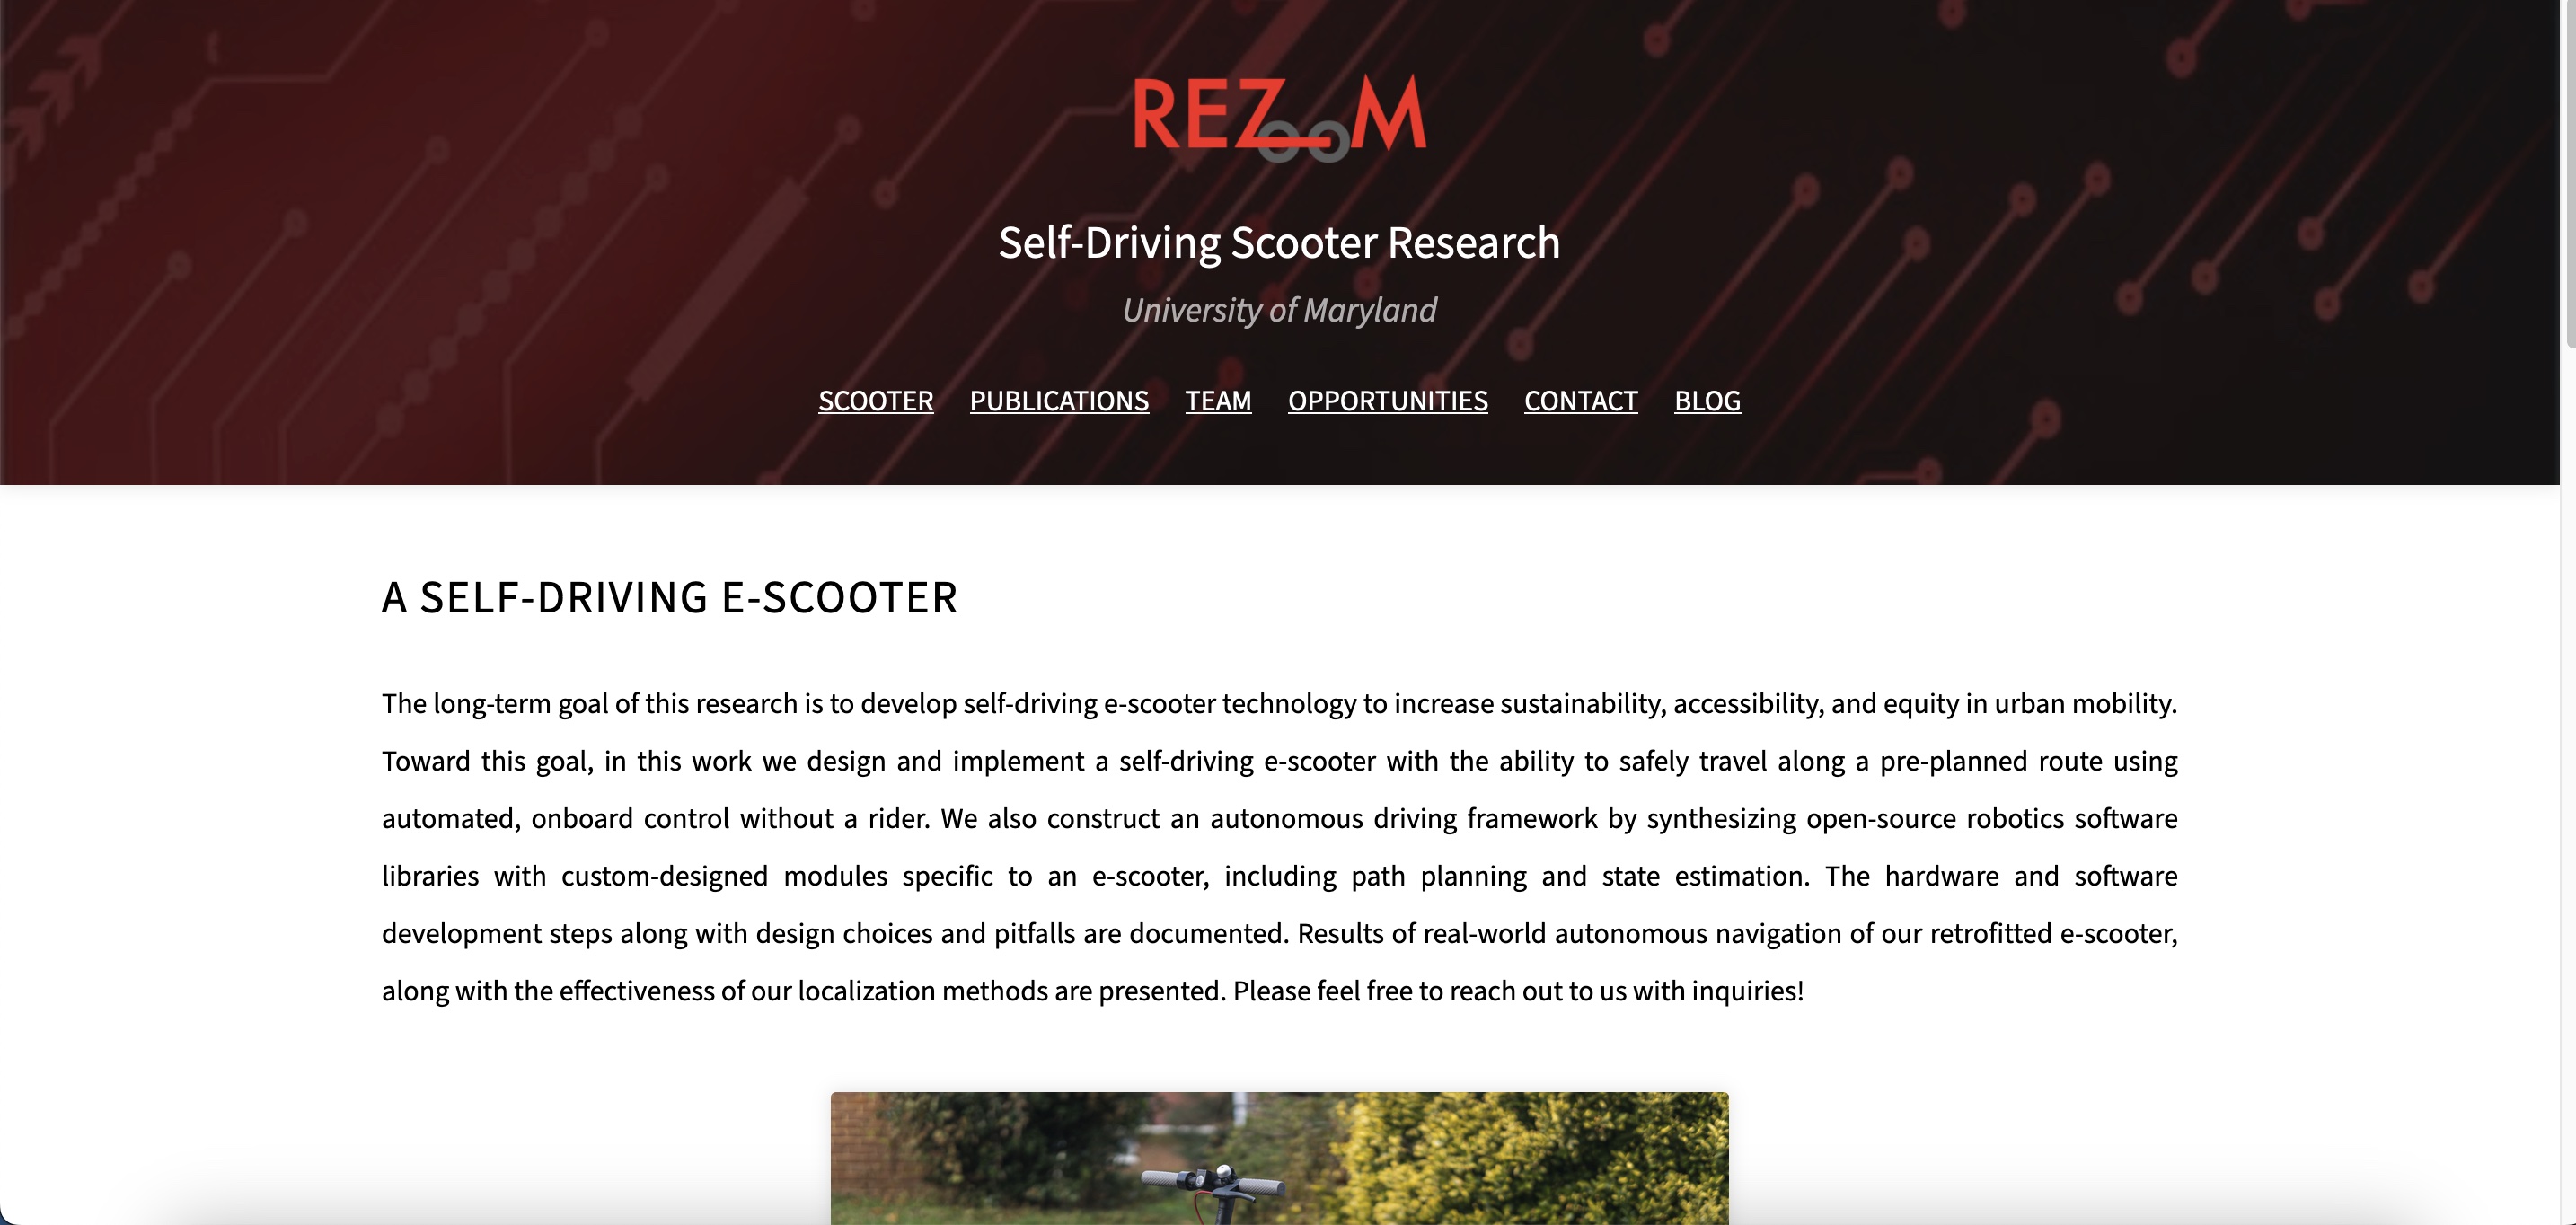 REZOOM
Self-Driving Scooter Research
University of Maryland
SCOOTER PUBLICATIONS TEAM OPPORTUNITIES CONTACT BLOG
A SELF-DRIVING E-SCOOTER
The long-term goal of this research is to develop self-driving e-scooter technology to increase sustainability, accessibility, and equity in urban mobility.
Toward this goal, in this work we design and implement a self-driving e-scooter with the ability to safely travel along a pre-planned route using
automated, onboard control without a rider. We also construct an autonomous driving framework by synthesizing open-source robotics software
libraries with custom-designed modules specific to an e-scooter, including path planning and state estimation. The hardware and software
development steps along with design choices and pitfalls are documented. Results of real-world autonomous navigation of our retrofitted e-scooter,
along with the effectiveness of our localization methods are presented. Please feel free to reach out to us with inquiries!